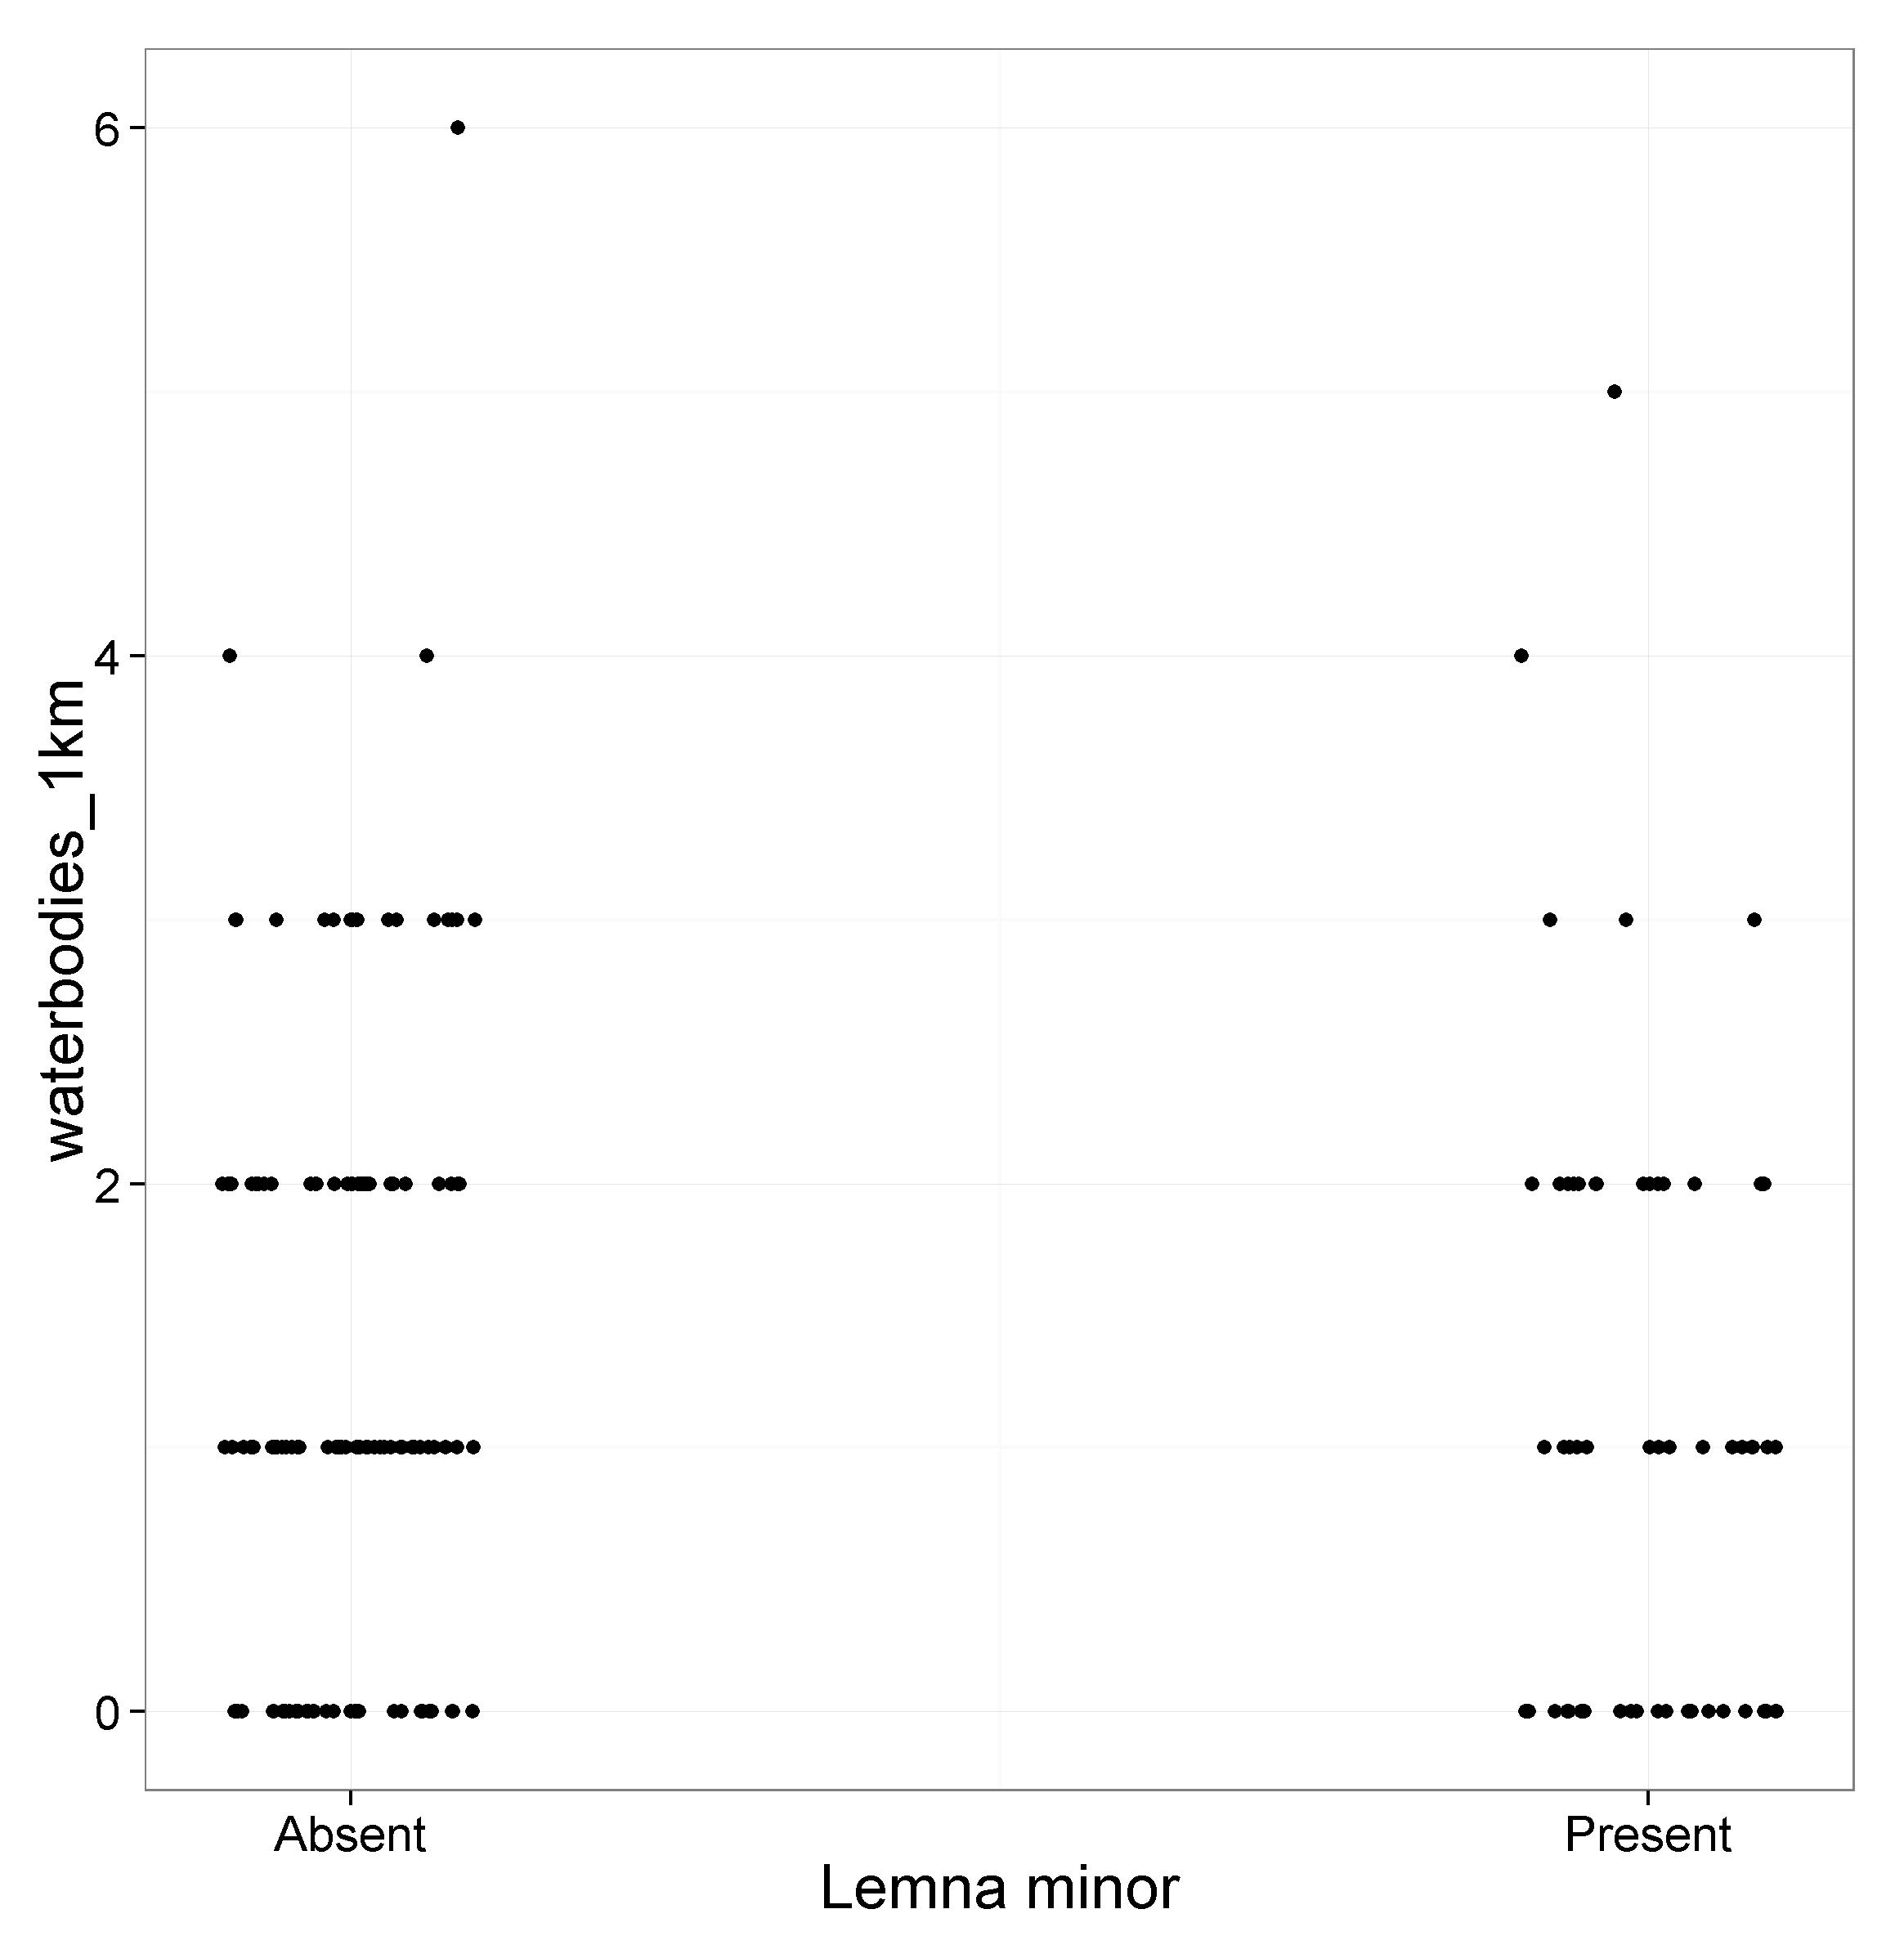 6
4
2
0
waterbodies_1km
Absent
Present
Lemna minor